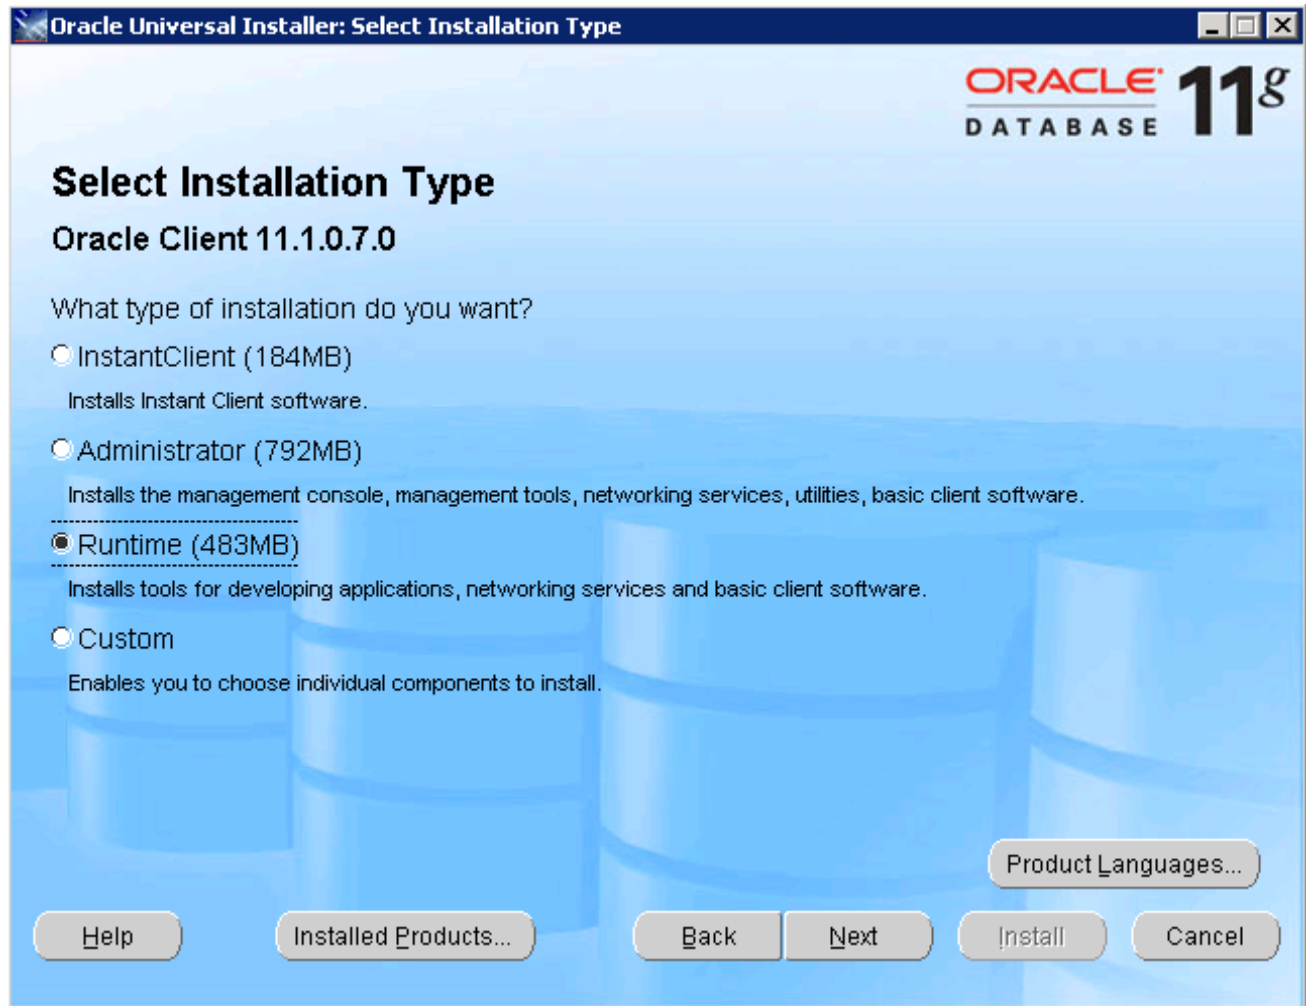 Oracle Universal Installer: Select Installation Type
ORACLE
DATABASE
11g
Select Installation Type
Oracle Client 11.1.0.7.0
What type of installation do you want?
InstantClient (184MB)
Installs Instant Client software.
Administrator (792MB)
Installs the management console, management tools, networking services, utilities, basic client software.
Runtime (483MB)
Installs tools for developing applications, networking services and basic client software.
Custom
Enables you to choose individual components to install.
Product Languages...
Help Installed Products... Back Next Install Cancel